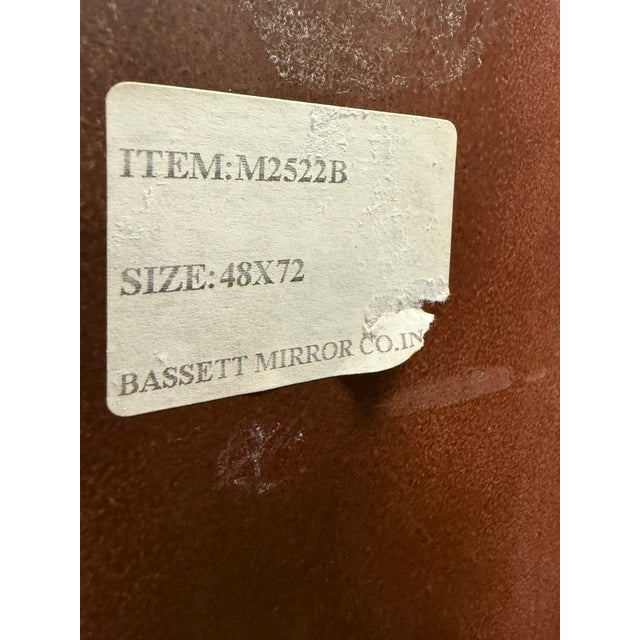 ITEM:M2522B
SIZE:48X72
BASSETT MIRROR CO.IN